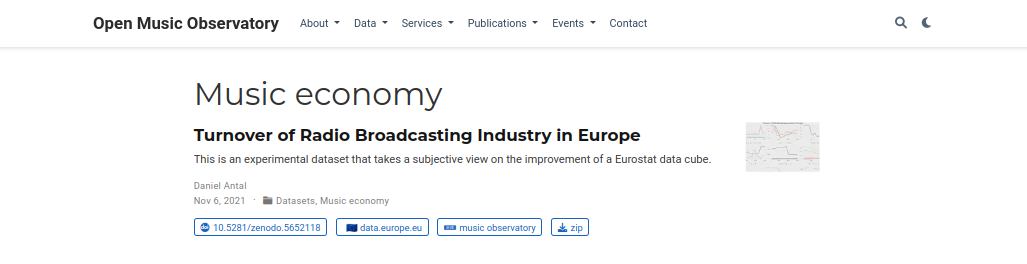 Open Music Observatory About Data Services Publications Events Contact
Music economy
Turnover of Radio Broadcasting Industry in Europe
This is an experimental dataset that takes a subjective view on the improvement of a Eurostat data cube.
Daniel Antal
Nov 6, 2021 · Datasets, Music economy
doi 10.5281/zenodo.5652118 data.europe.eu music observatory zip